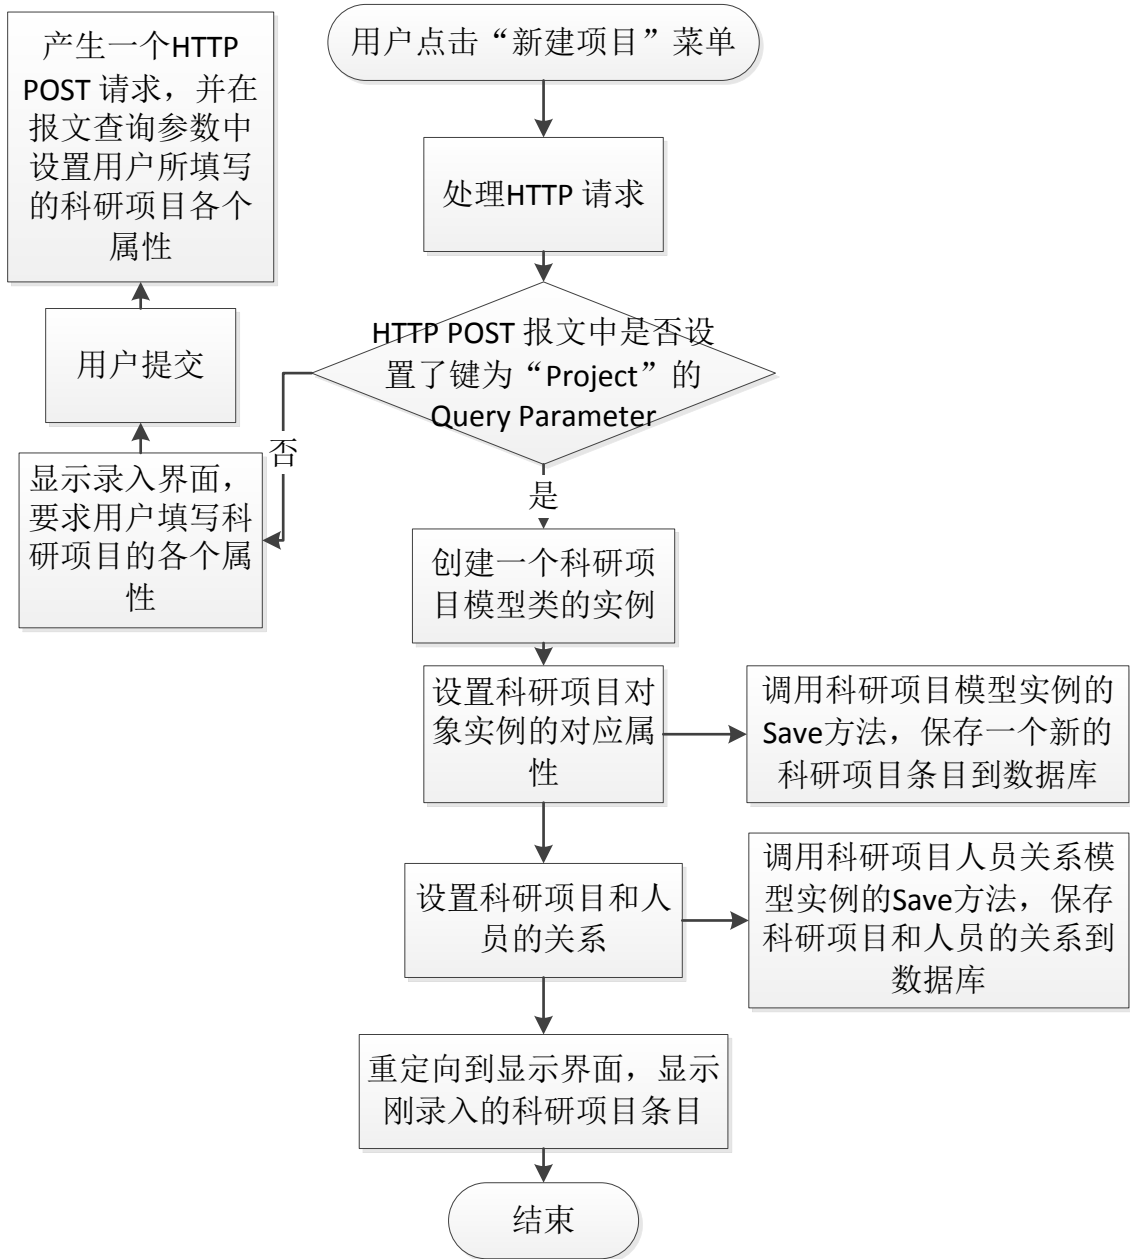 用户点击“新建项目”菜单
处理HTTP 请求
HTTP POST 报文中是否设
置了键为“Project”的
Query Parameter
否
是
显示录入界面，
要求用户填写科
研项目的各个属
性
用户提交
产生一个HTTP
POST 请求，并在
报文查询参数中
设置用户所填写
的科研项目各个
属性
创建一个科研项
目模型类的实例
设置科研项目对
象实例的对应属
性
调用科研项目模型实例的
Save方法，保存一个新的
科研项目条目到数据库
设置科研项目和人
员的关系
调用科研项目人员关系模
型实例的Save方法，保存
科研项目和人员的关系到
数据库
重定向到显示界面，显示
刚录入的科研项目条目
结束